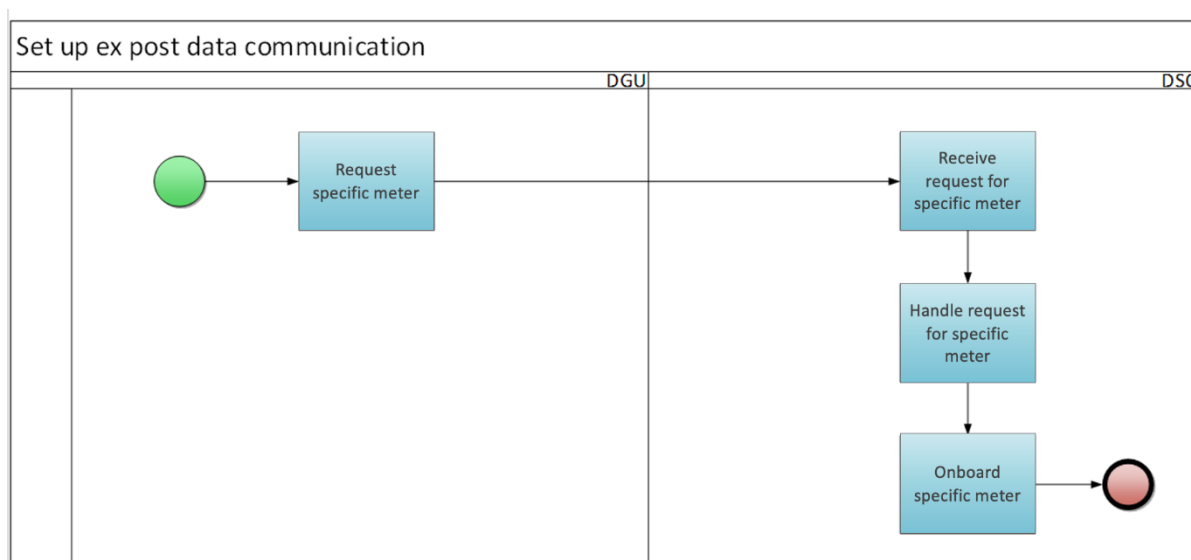 Set up ex post data communication
DGU
DSO
Request
specific meter
Receive
request for
specific meter
Handle request
for specific
meter
Onboard
specific meter